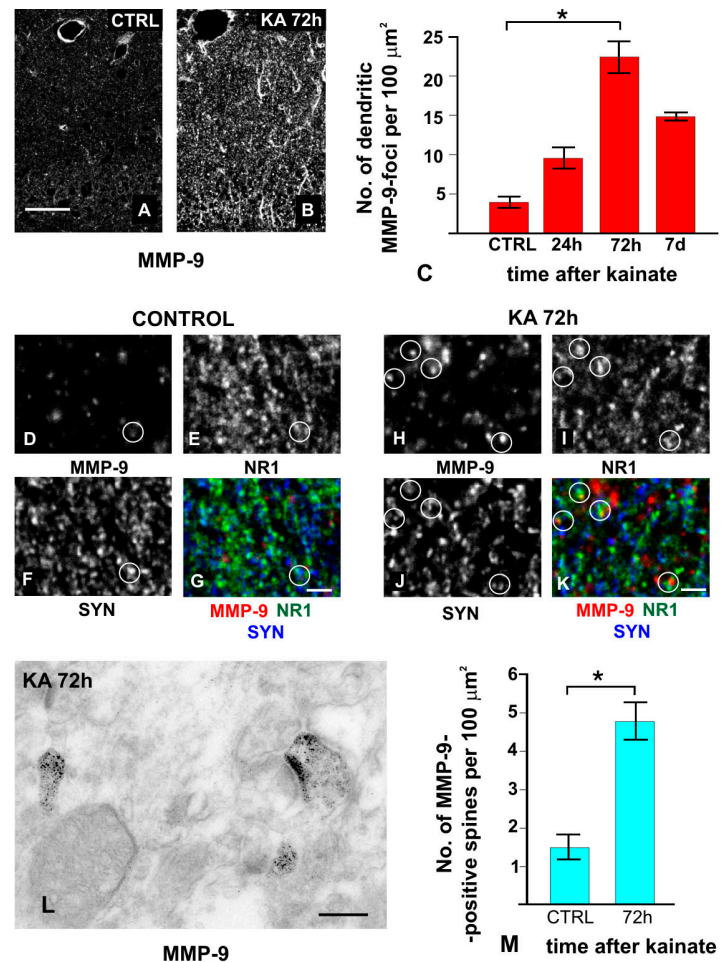 CTRL
KA 72h
A
B
MMP-9
No. of dendritic
MMP-9-foci per 100 μm²
25
20
15
10
5
CTRL 24h 72h 7d
*
C
time after kainate
CONTROL
KA 72h
D
E
H
I
MMP-9
NR1
MMP-9
NR1
F
G
J
K
SYN
MMP-9 NR1
SYN
SYN
MMP-9 NR1
SYN
KA 72h
L
MMP-9
No. of MMP-9-
-positive spines per 100 μm²
6
5
4
3
2
1
*
CTRL 72h
M
time after kainate